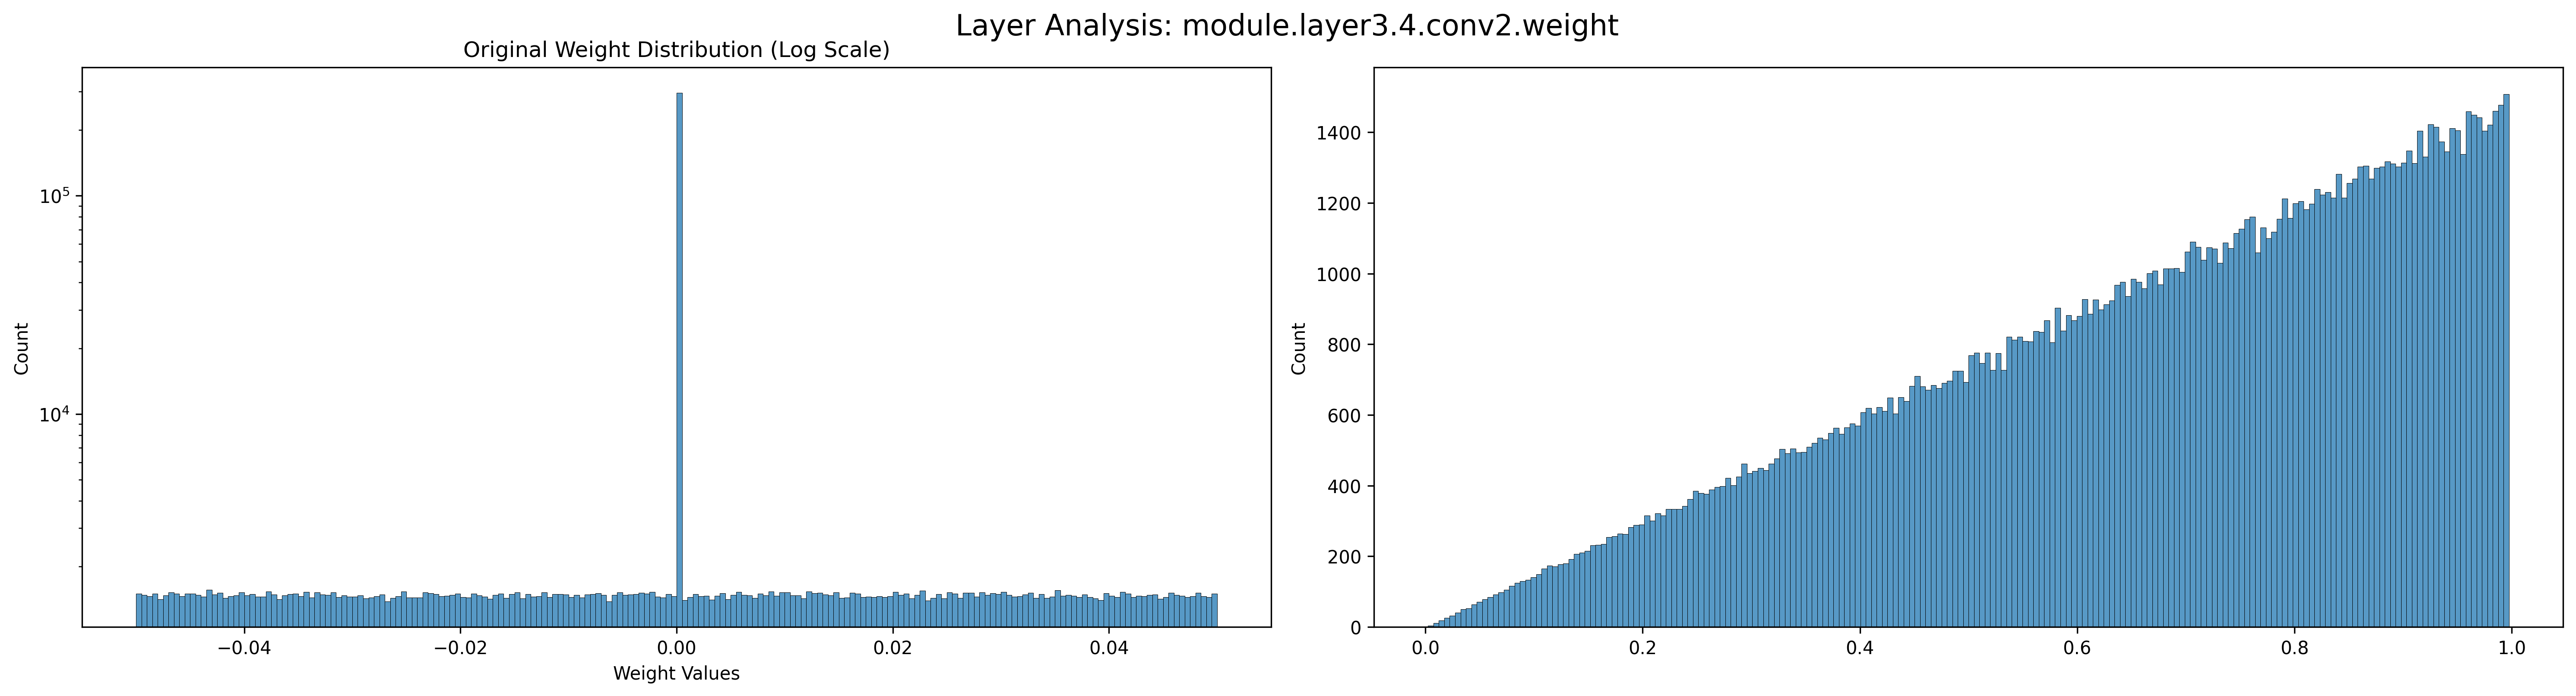 Layer Analysis: module.layer3.4.conv2.weight
Original Weight Distribution (Log Scale)
Count
10^5
10^4
−0.04 −0.02 0.00 0.02 0.04
Weight Values
Count
1400
1200
1000
800
600
400
200
0
0.0 0.2 0.4 0.6 0.8 1.0